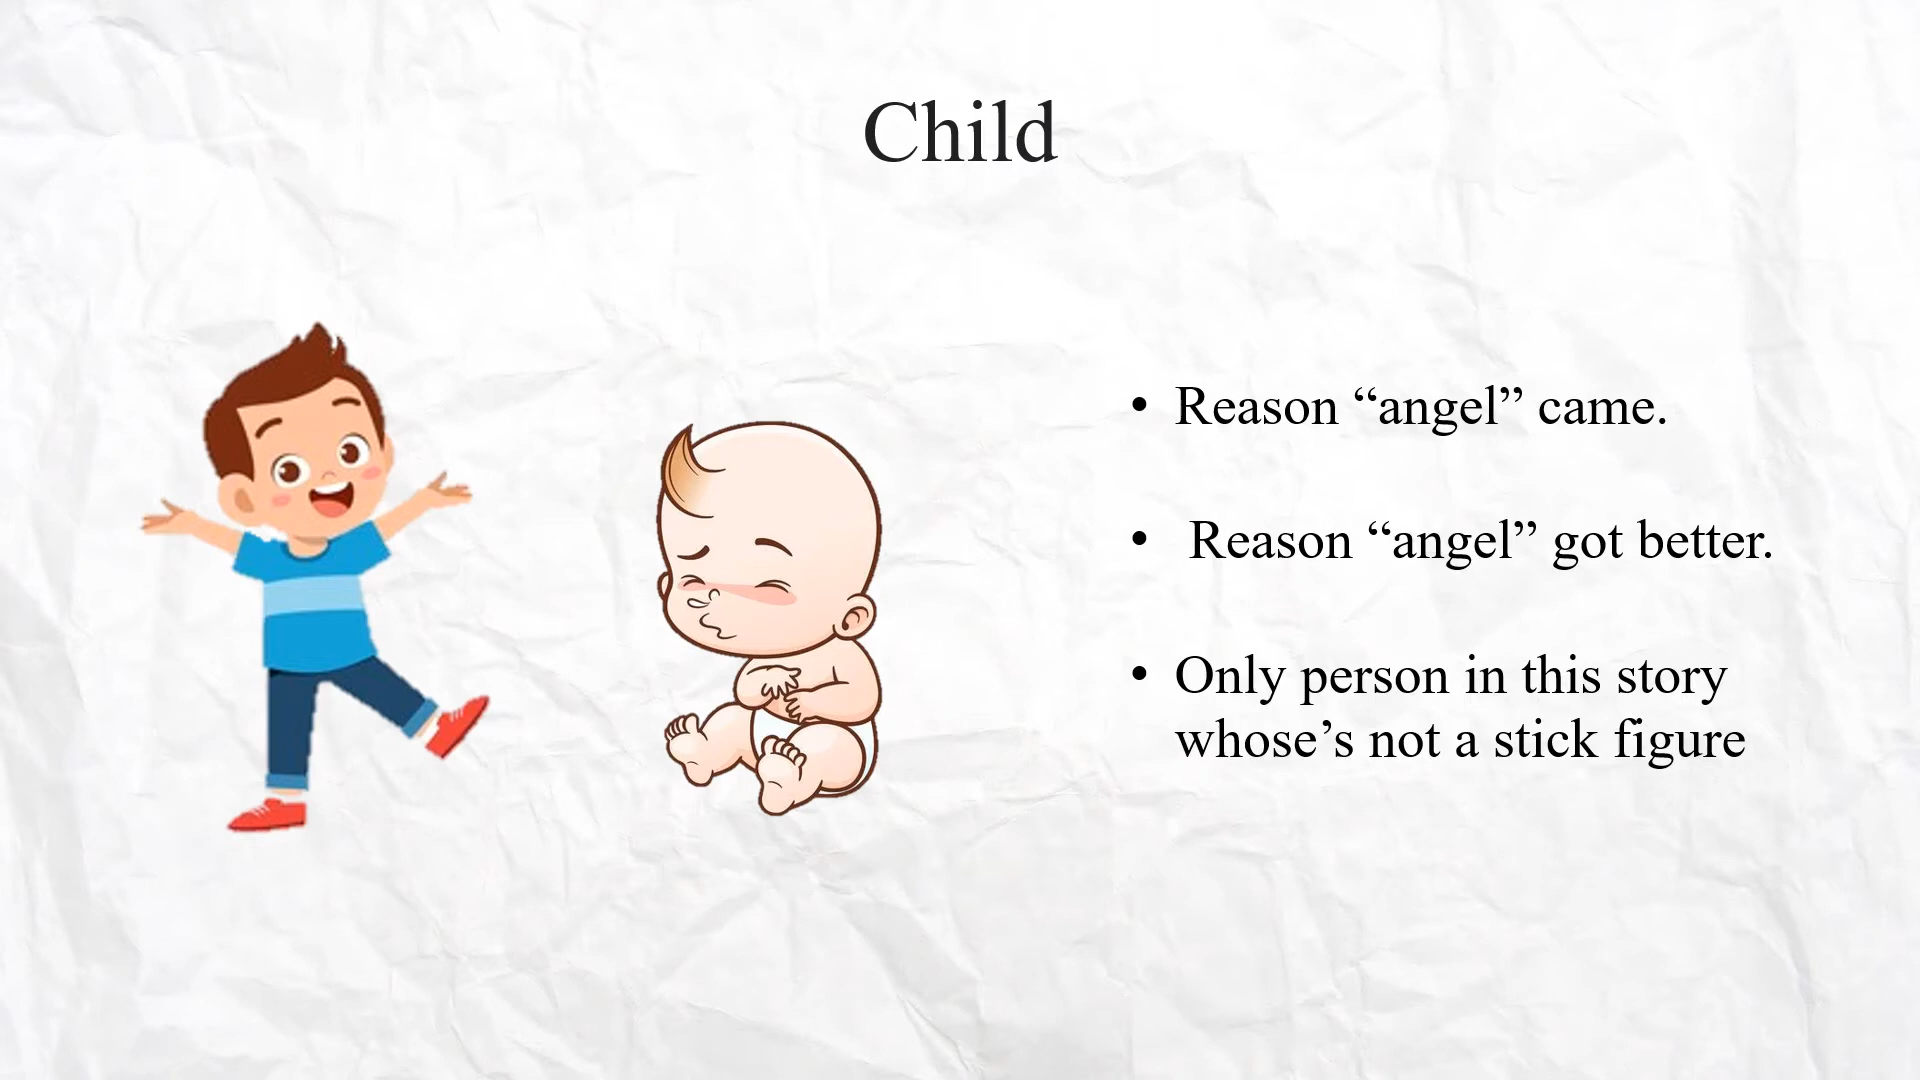 Child
• Reason “angel” came.
• Reason “angel” got better.
• Only person in this story
whose’s not a stick figure